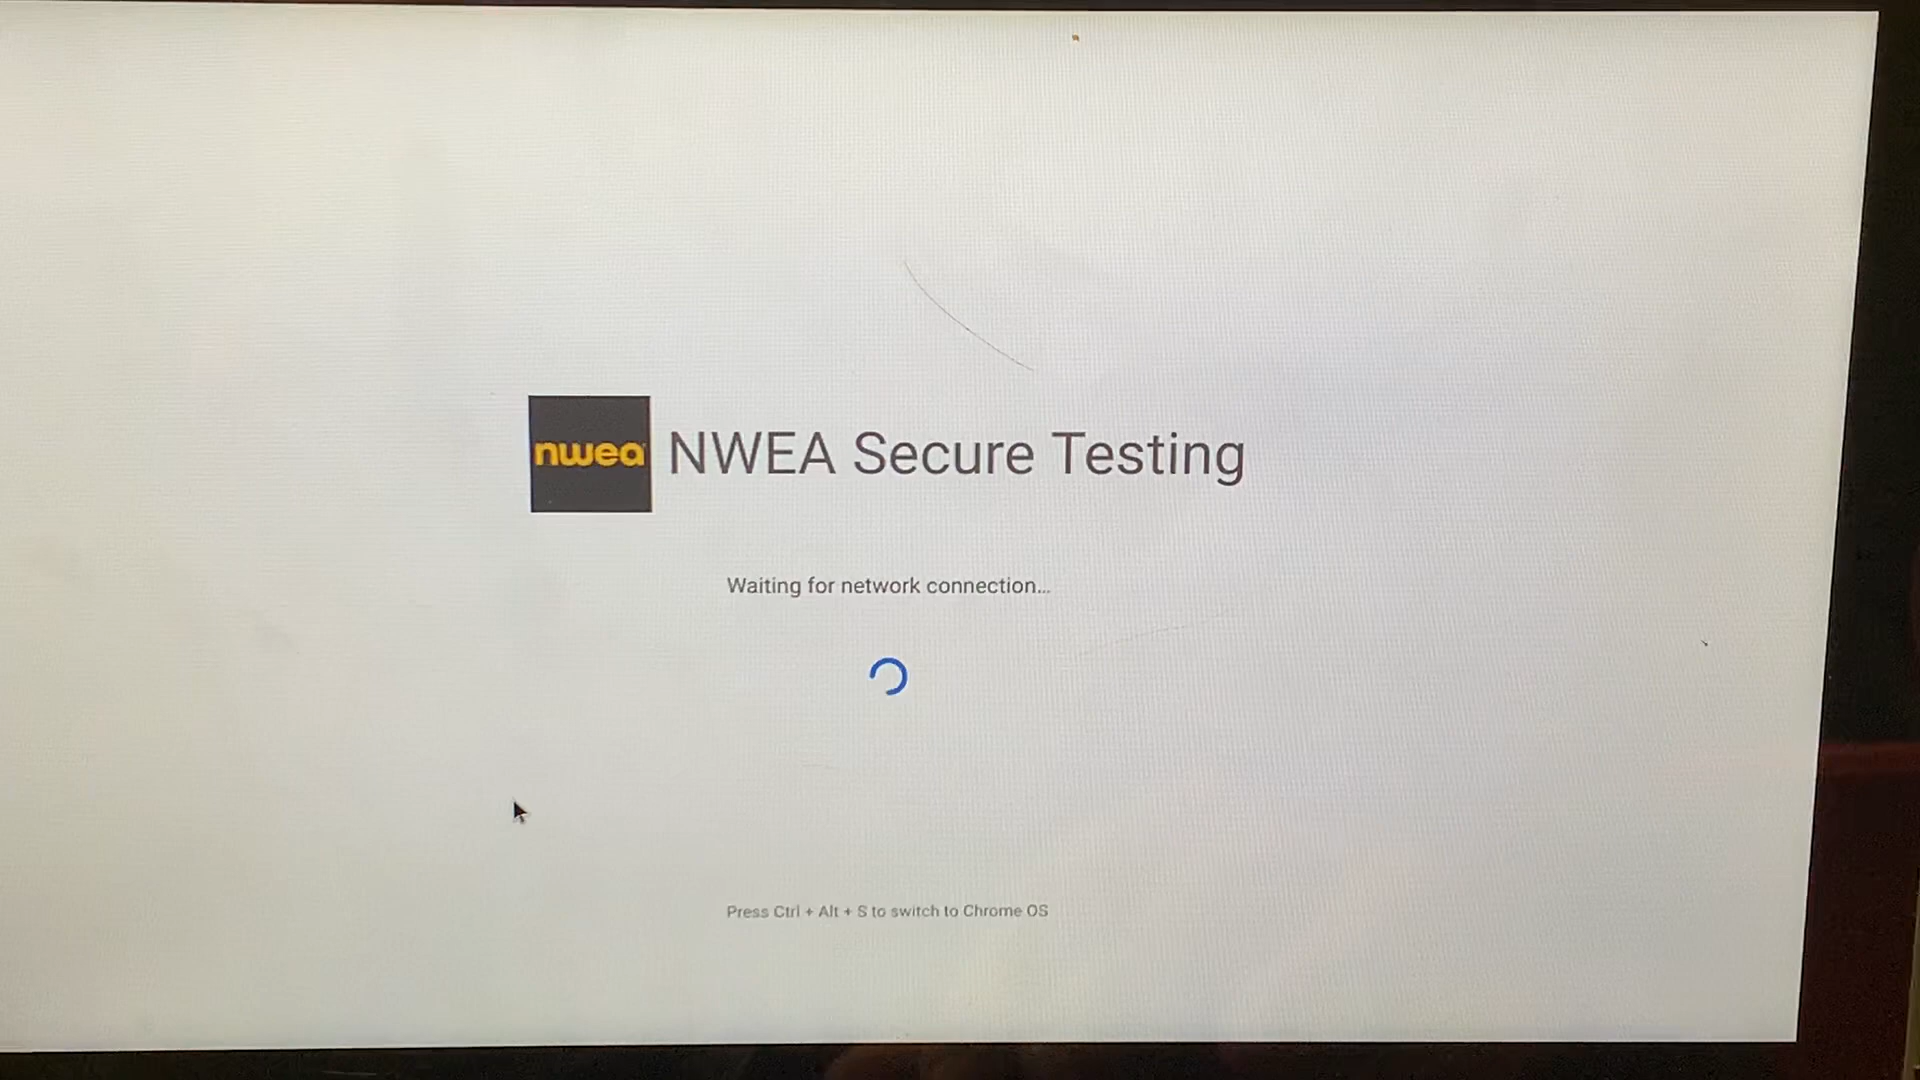 nwea
NWEA Secure Testing
Waiting for network connection...
Press Ctrl + Alt + S to switch to Chrome OS